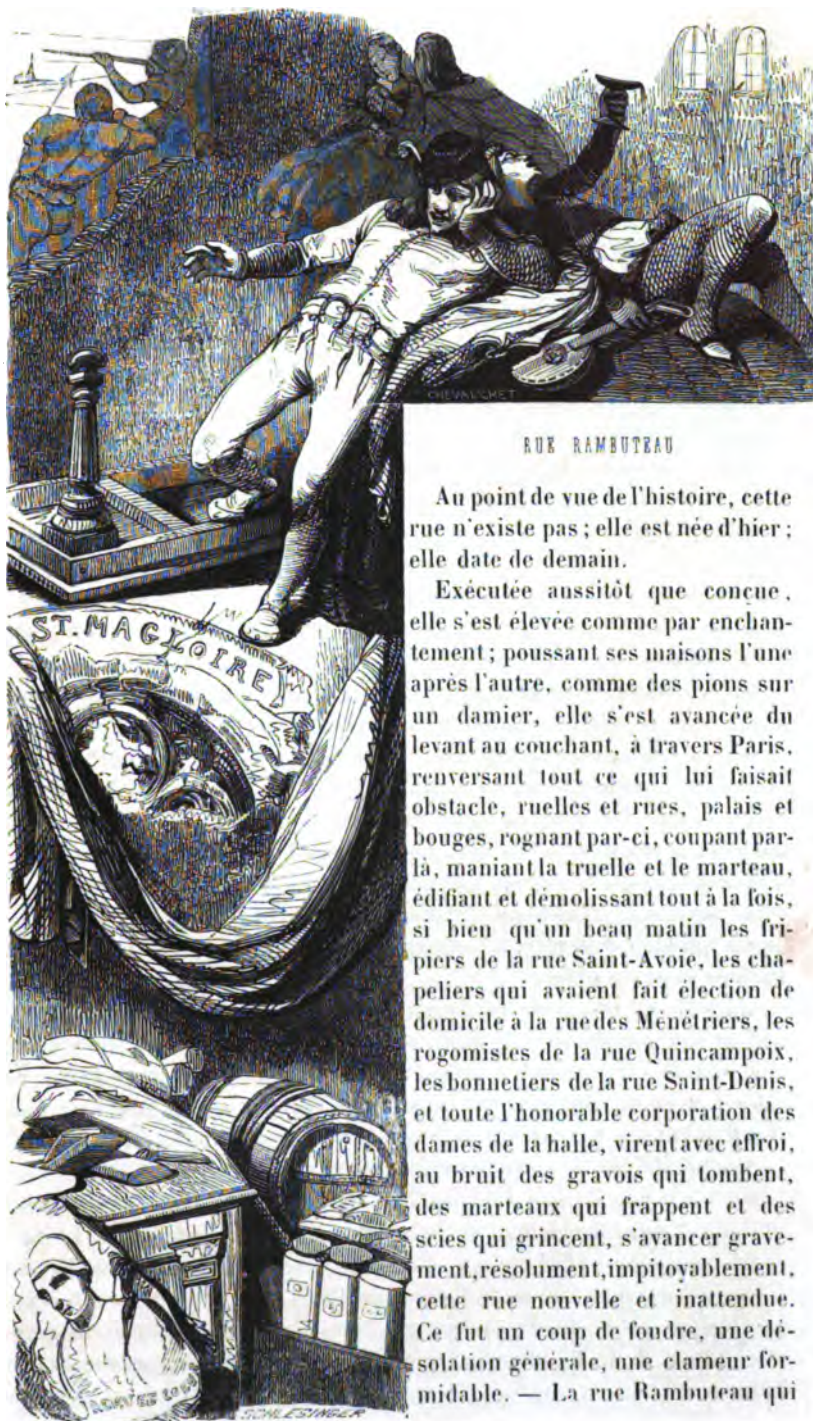 CHEVAUCHET
RUE RAMBUTEAU
Au point de vue de l'histoire, cette
rue n'existe pas ; elle est née d'hier ;
elle date de demain.
Exécutée aussitôt que conçue,
elle s'est élevée comme par enchan-
tement ; poussant ses maisons l'une
après l'autre, comme des pions sur
un damier, elle s'est avancée du
levant au couchant, à travers Paris,
renversant tout ce qui lui faisait
obstacle, ruelles et rues, palais et
bouges, rognant par-ci, coupant par-
là, maniant la truelle et le marteau,
édifiant et démolissant tout à la fois,
si bien qu'un beau matin les fri-
piers de la rue Saint-Avoie, les cha-
peliers qui avaient fait élection de
domicile à la rue des Ménétriers, les
rogomistes de la rue Quincampoix,
les bonnetiers de la rue Saint-Denis,
et toute l'honorable corporation des
dames de la halle, virent avec effroi,
au bruit des gravois qui tombent,
des marteaux qui frappent et des
scies qui grincent, s'avancer grave-
ment, résolument, impitoyablement,
cette rue nouvelle et inattendue.
Ce fut un coup de foudre, une dé-
solation générale, une clameur for-
midable. — La rue Rambuteau qui
ST. MAGLOIRE
SCHLESINGER